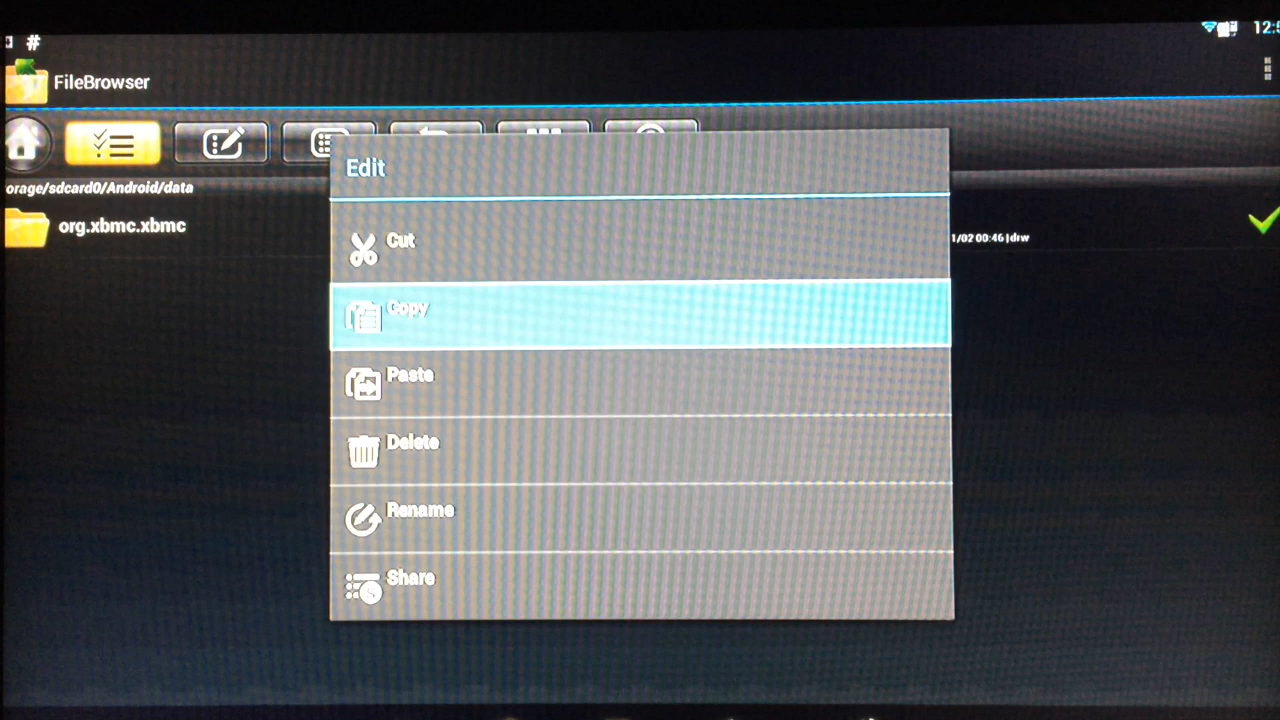 #
FileBrowser
orage/sdcard0/Android/data
org.xbmc.xbmc
1/02 00:46|drw
Edit
Cut
Copy
Paste
Delete
Rename
Share